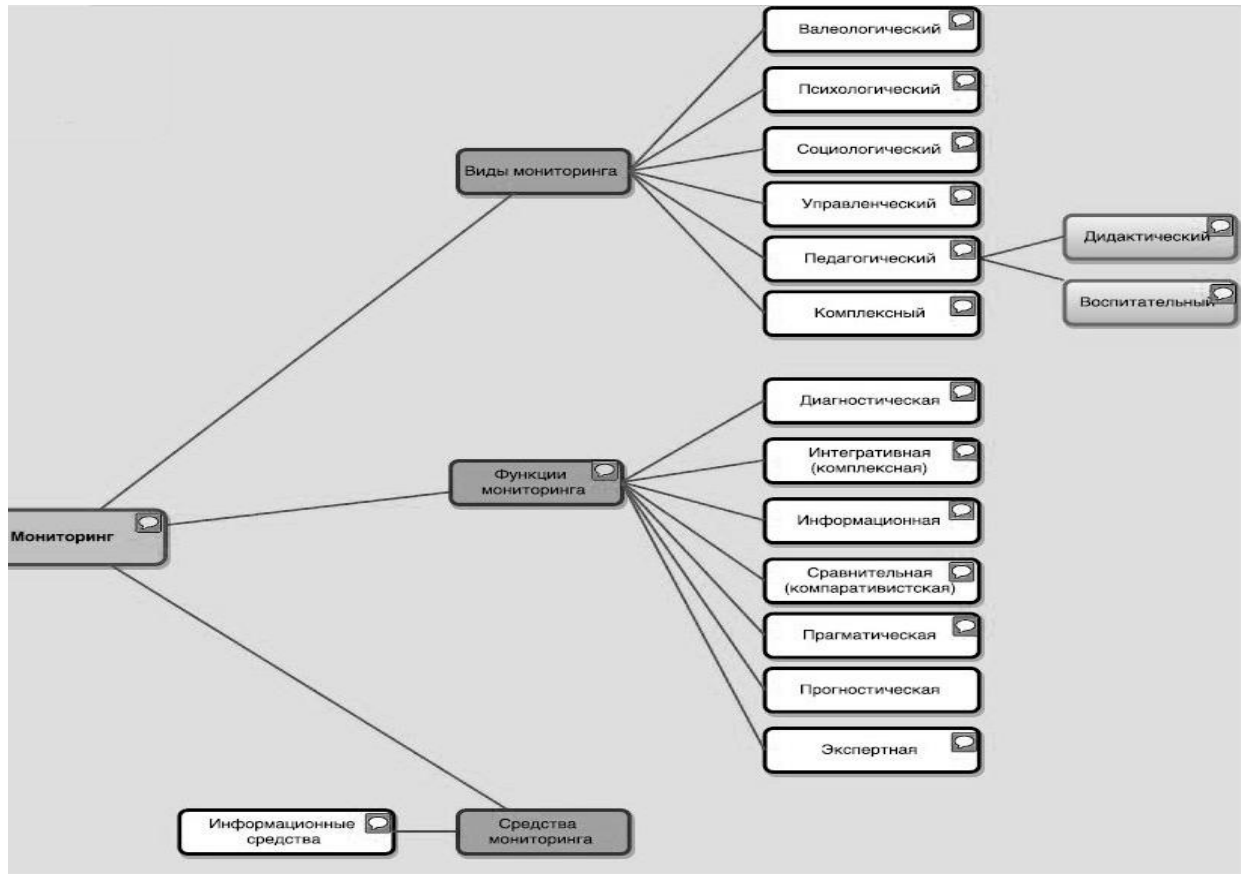 Валеологический
Психологический
Социологический
Виды мониторинга
Управленческий
Педагогический
Дидактический
Воспитательный
Комплексный
Диагностическая
Интегративная
(комплексная)
Функции
мониторинга
Информационная
Мониторинг
Сравнительная
(компаративистская)
Прагматическая
Прогностическая
Экспертная
Информационные
средства
Средства
мониторинга